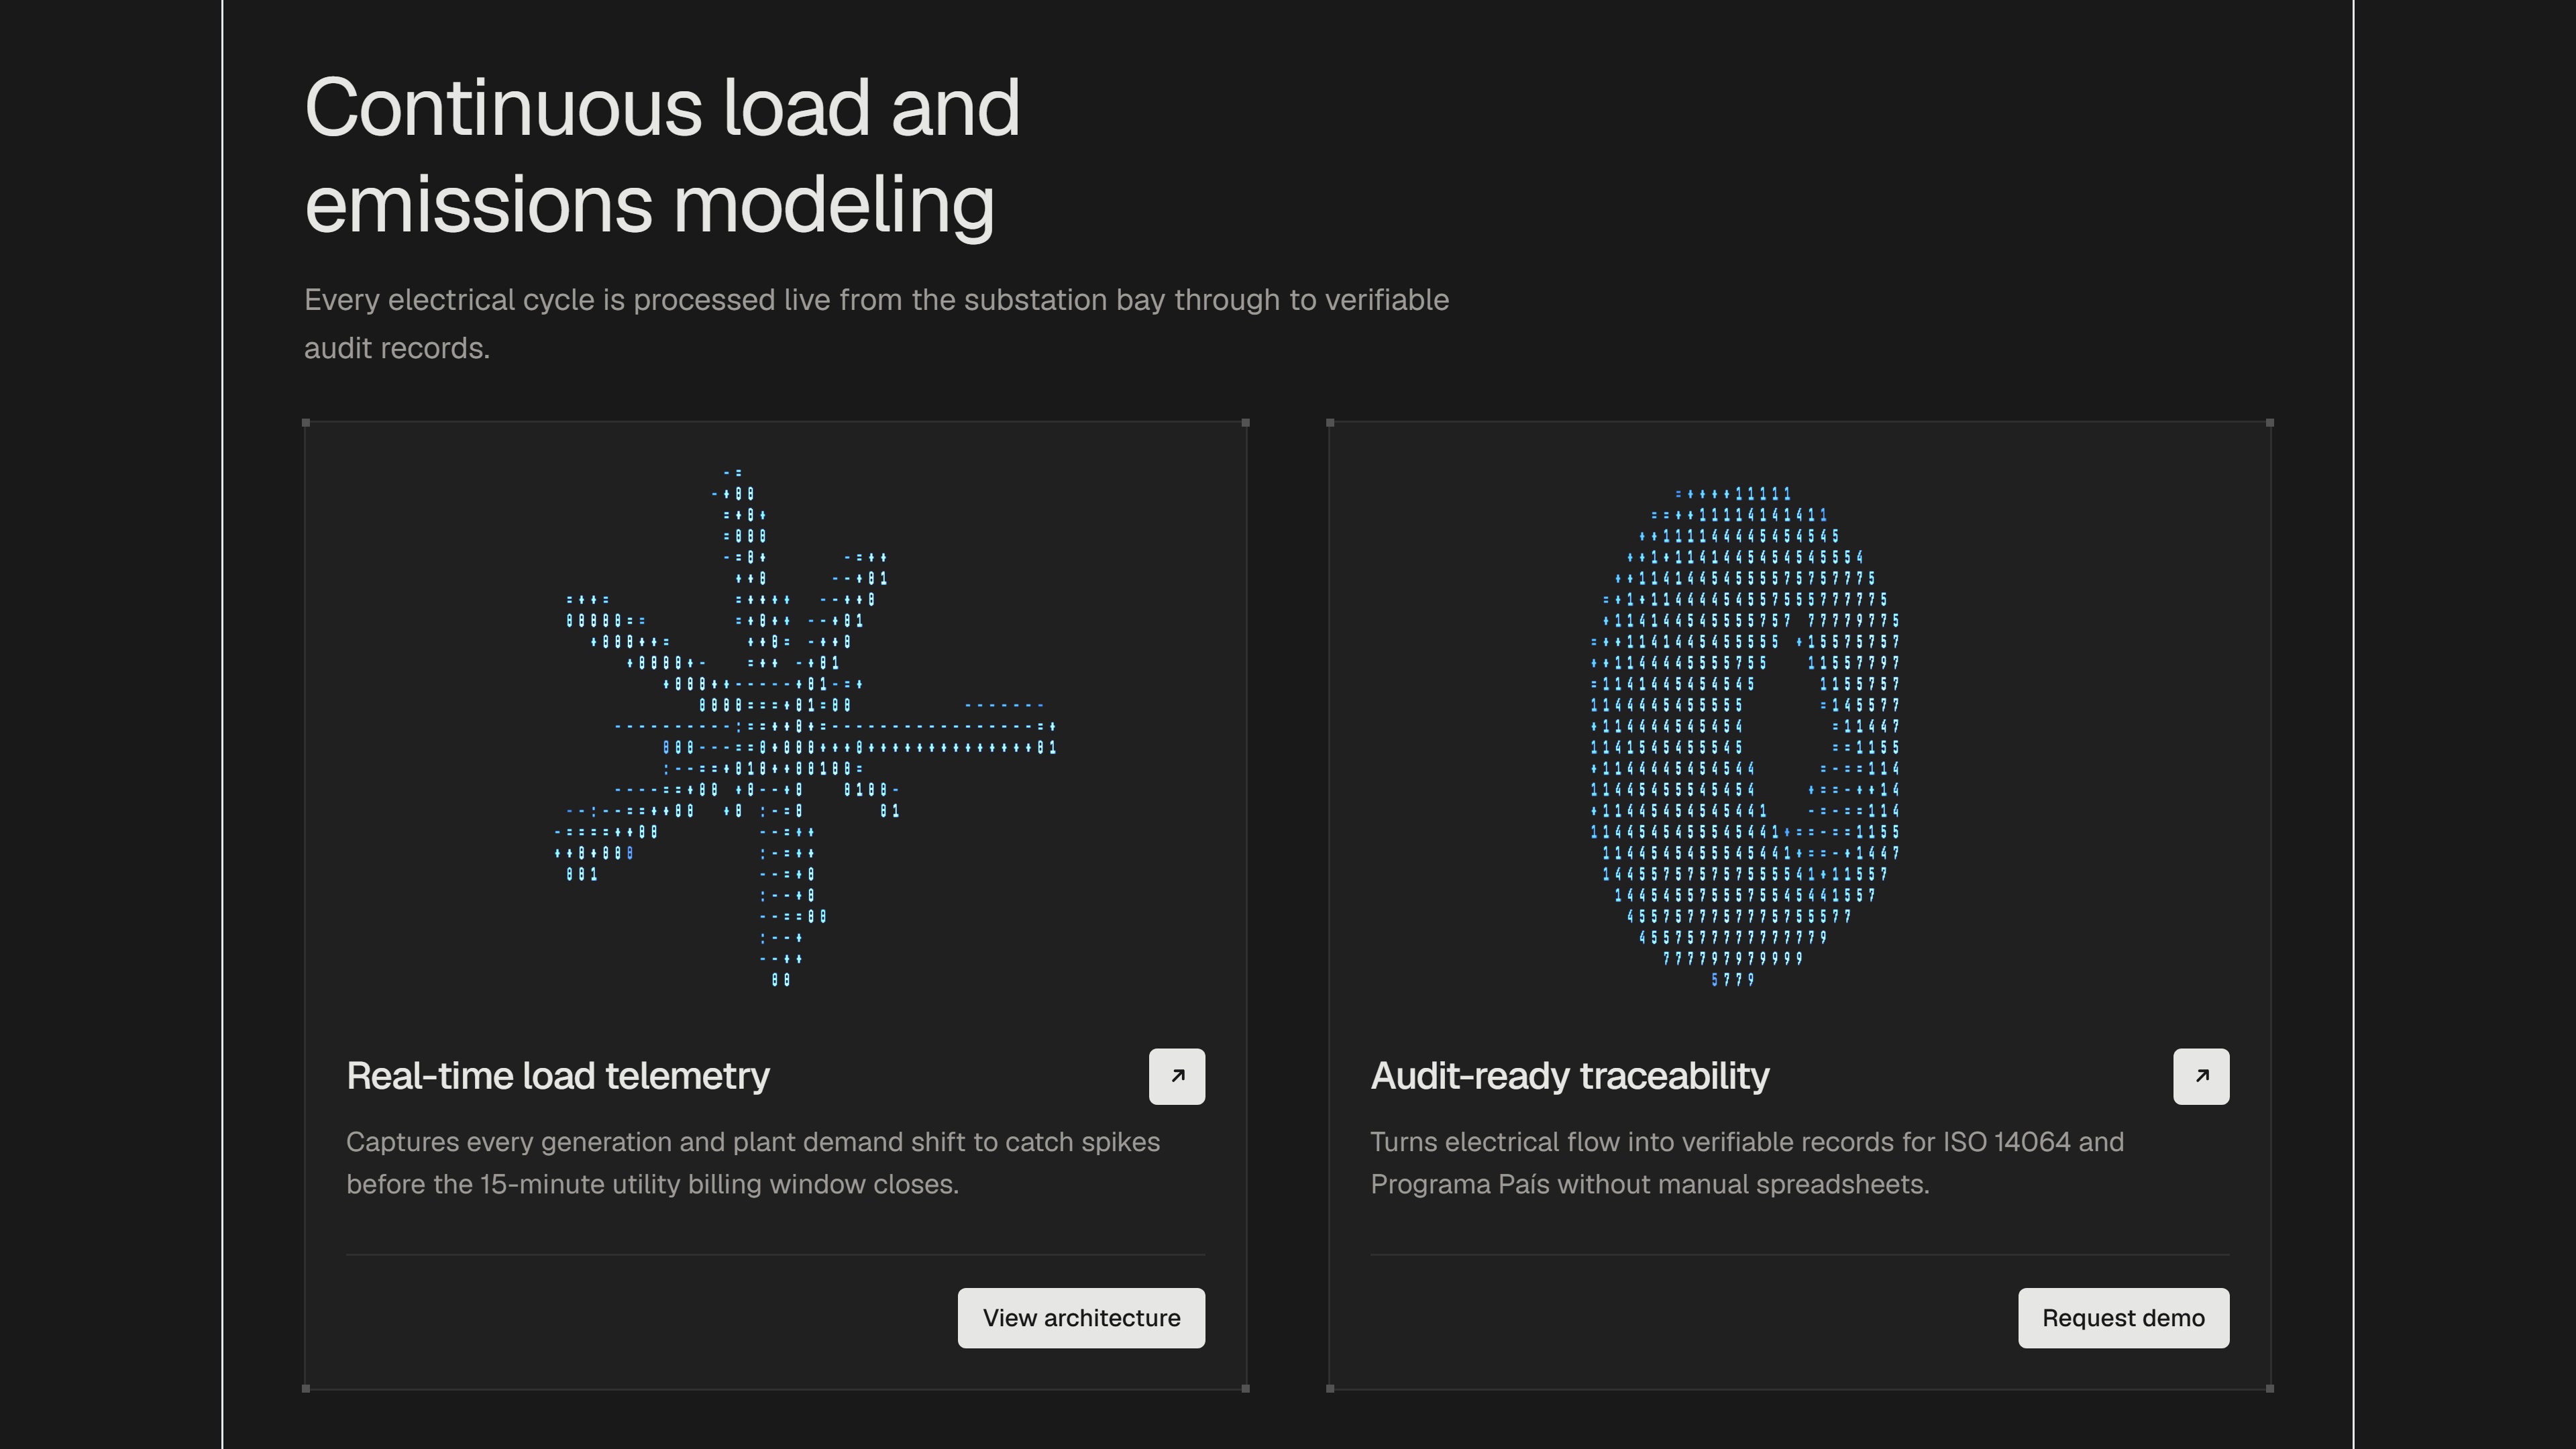 Continuous load and
emissions modeling
Every electrical cycle is processed live from the substation bay through to verifiable
audit records.
Real-time load telemetry
Captures every generation and plant demand shift to catch spikes
before the 15-minute utility billing window closes.
View architecture
Audit-ready traceability
Turns electrical flow into verifiable records for ISO 14064 and
Programa País without manual spreadsheets.
Request demo